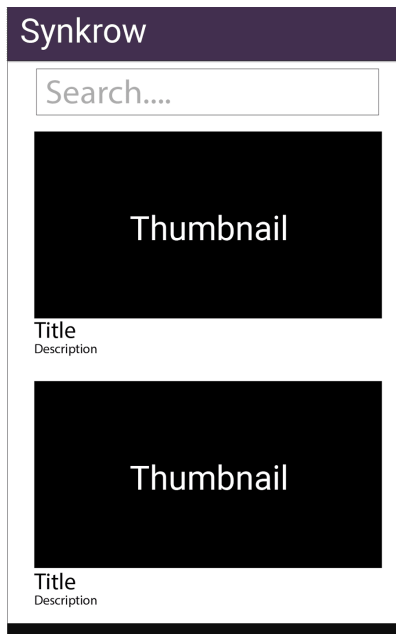 Synkrow
Search....
Thumbnail
Title
Description
Thumbnail
Title
Description